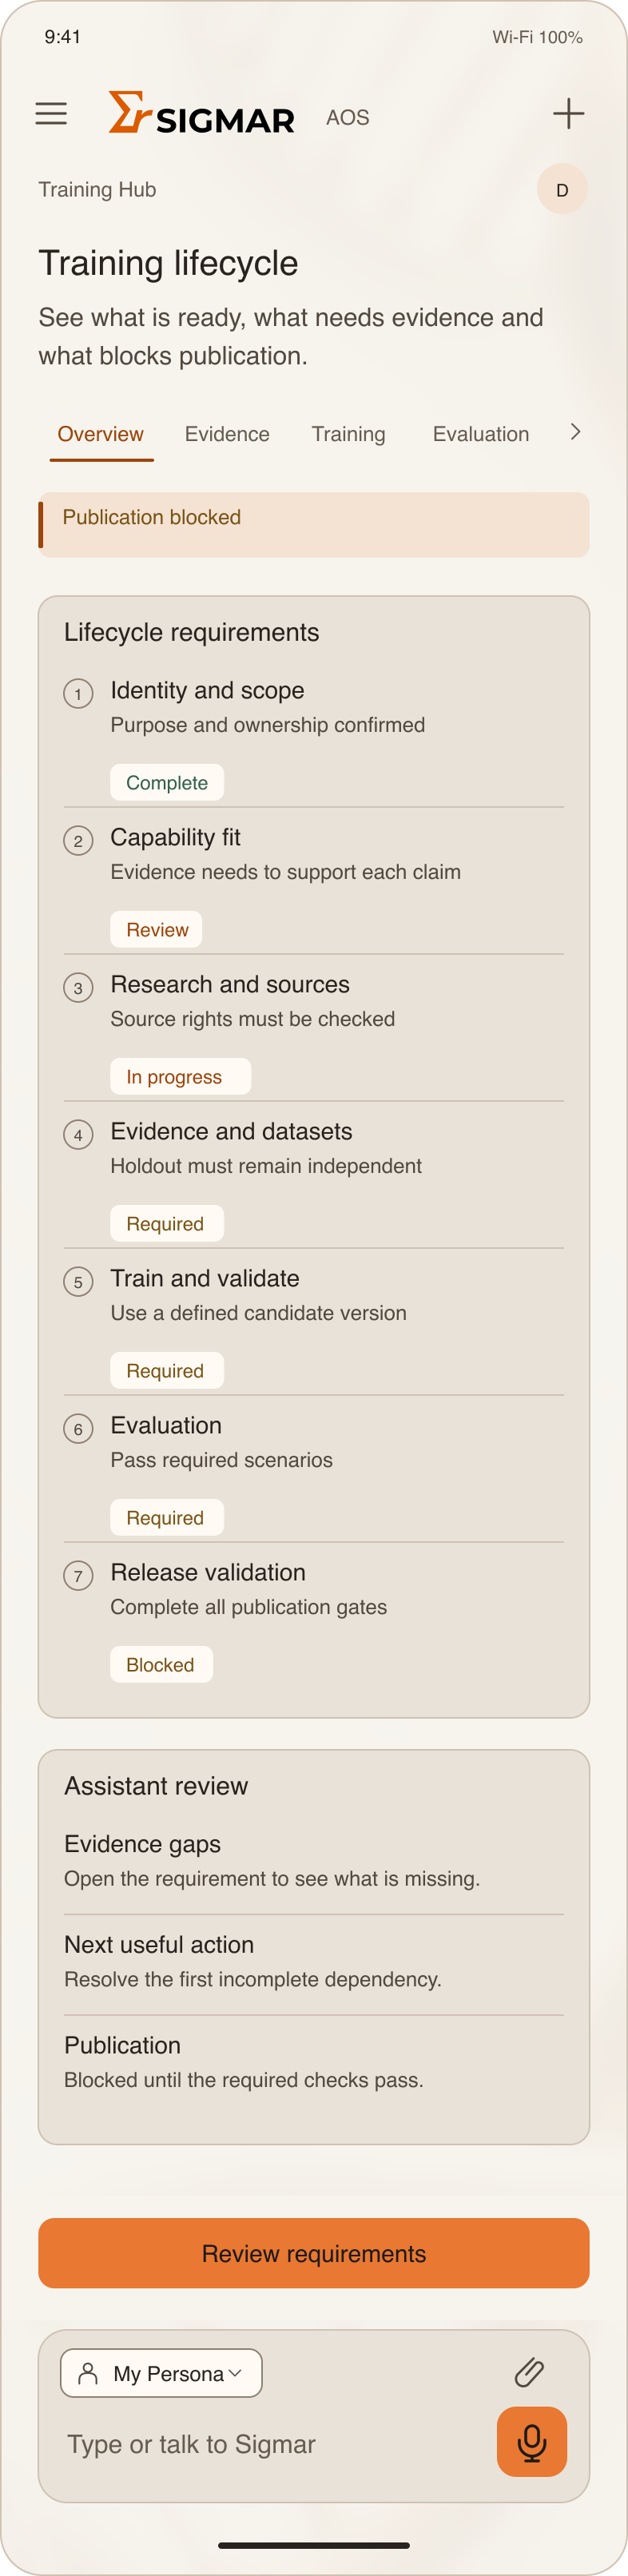 9:41
Wi-Fi 100%
Σr SIGMAR AOS
Training Hub
D
Training lifecycle
See what is ready, what needs evidence and
what blocks publication.
Overview Evidence Training Evaluation
Publication blocked
Lifecycle requirements
1 Identity and scope
Purpose and ownership confirmed
Complete
2 Capability fit
Evidence needs to support each claim
Review
3 Research and sources
Source rights must be checked
In progress
4 Evidence and datasets
Holdout must remain independent
Required
5 Train and validate
Use a defined candidate version
Required
6 Evaluation
Pass required scenarios
Required
7 Release validation
Complete all publication gates
Blocked
Assistant review
Evidence gaps
Open the requirement to see what is missing.
Next useful action
Resolve the first incomplete dependency.
Publication
Blocked until the required checks pass.
Review requirements
My Persona
Type or talk to Sigmar